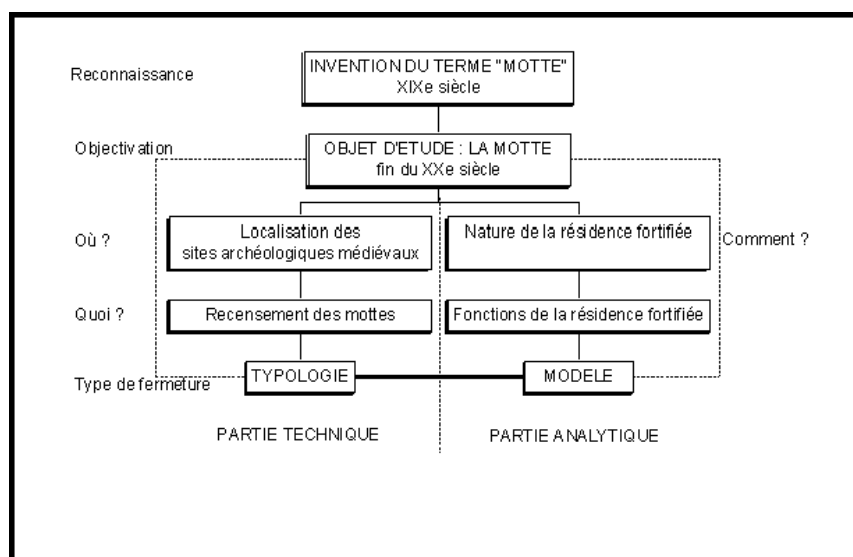 Reconnaissance
INVENTION DU TERME "MOTTE"
XIXe siècle
Objectivation
OBJET D'ETUDE : LA MOTTE
fin du XXe siècle
Où ?
Localisation des
sites archéologiques médiévaux
Nature de la résidence fortifiée
Comment ?
Quoi ?
Recensement des mottes
Fonctions de la résidence fortifiée
Type de fermeture
TYPOLOGIE
MODELE
PARTIE TECHNIQUE
PARTIE ANALYTIQUE